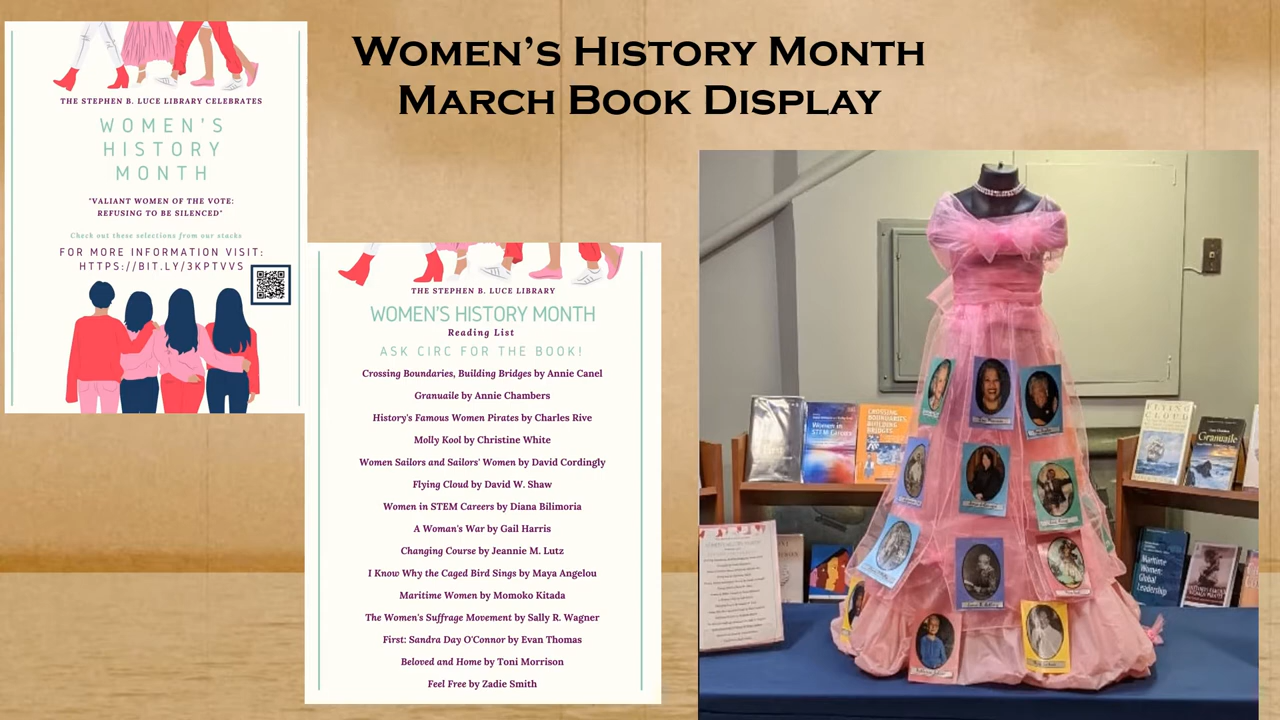 WOMEN'S HISTORY MONTH
MARCH BOOK DISPLAY
THE STEPHEN B. LUCE LIBRARY CELEBRATES
WOMEN'S
HISTORY
MONTH
"VALIANT WOMEN OF THE VOTE:
REFUSING TO BE SILENCED"
Check out these selections from our stacks
FOR MORE INFORMATION VISIT:
HTTPS://BIT.LY/3KPTVVS
THE STEPHEN B. LUCE LIBRARY
WOMEN'S HISTORY MONTH
Reading List
ASK CIRC FOR THE BOOK!
Crossing Boundaries, Building Bridges by Annie Canel
Granuaile by Annie Chambers
History's Famous Women Pirates by Charles Rive
Molly Kool by Christine White
Women Sailors and Sailors' Women by David Cordingly
Flying Cloud by David W. Shaw
Women in STEM Careers by Diana Bilimoria
A Woman's War by Gail Harris
Changing Course by Jeannie M. Lutz
I Know Why the Caged Bird Sings by Maya Angelou
Maritime Women by Momoko Kitada
The Women's Suffrage Movement by Sally R. Wagner
First: Sandra Day O'Connor by Evan Thomas
Beloved and Home by Toni Morrison
Feel Free by Zadie Smith
Women in
STEM Careers
CROSSING
BOUNDARIES,
BUILDING
BRIDGES
FLYING
CLOUD
Granuaile
Maritime
Women:
Global
Leadership